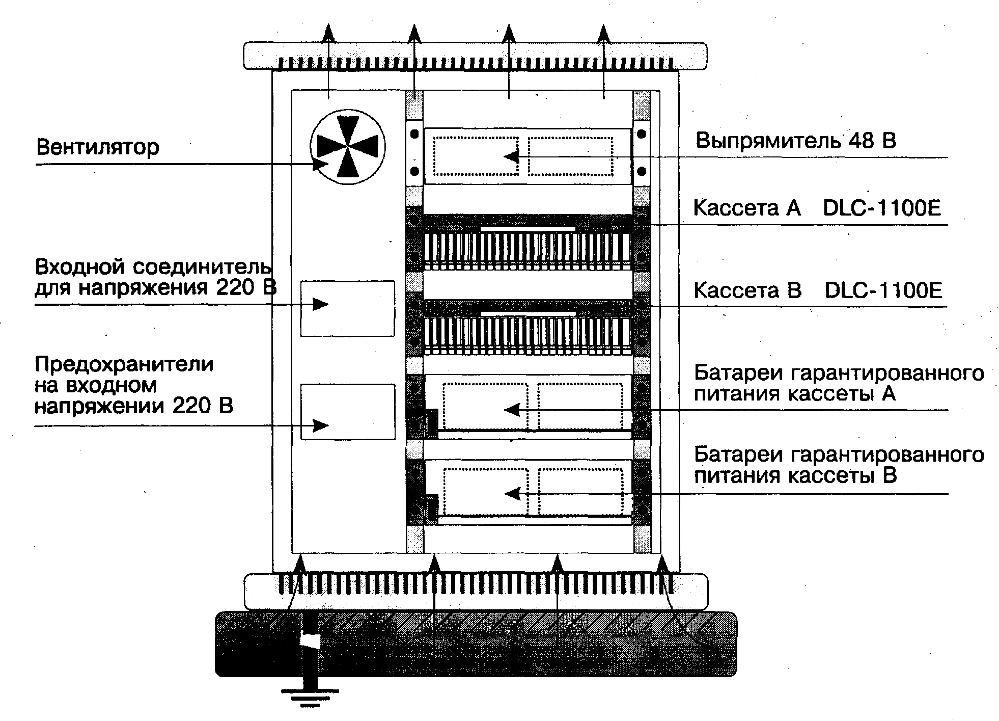 Вентилятор
Входной соединитель
для напряжения 220 В
Предохранители
на входном
напряжении 220 В
Выпрямитель 48 В
Кассета А DLC-1100E
Кассета В DLC-1100E
Батареи гарантированного
питания кассеты А
Батареи гарантированного
питания кассеты В